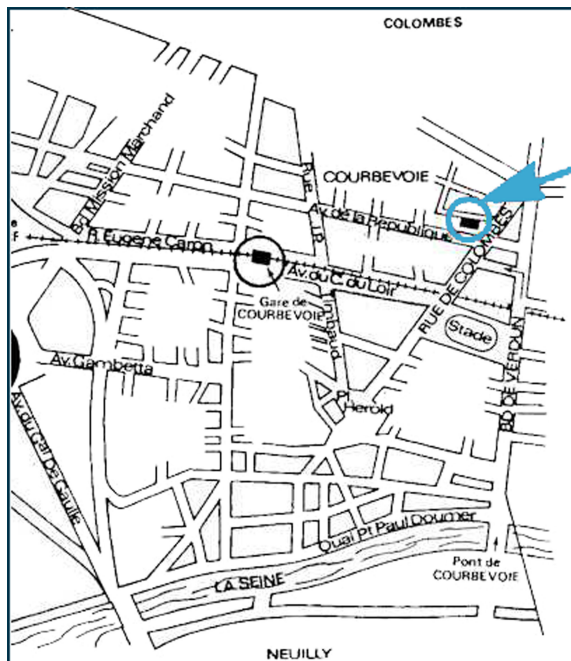 COLOMBES
Bd Mission Marchand
Rue J.P. Timbaud
COURBEVOIE
Av. de la République
R. Eugène Caron
Av. du C. du Loir
RUE DE COLOMBES
Gare de
COURBEVOIE
Stade
BD DE VERDUN
Av. Gambetta
Pl.
Hérold
Av. du Gal De Gaulle
Quai Pt Paul Doumer
Pont de
COURBEVOIE
LA SEINE
NEUILLY